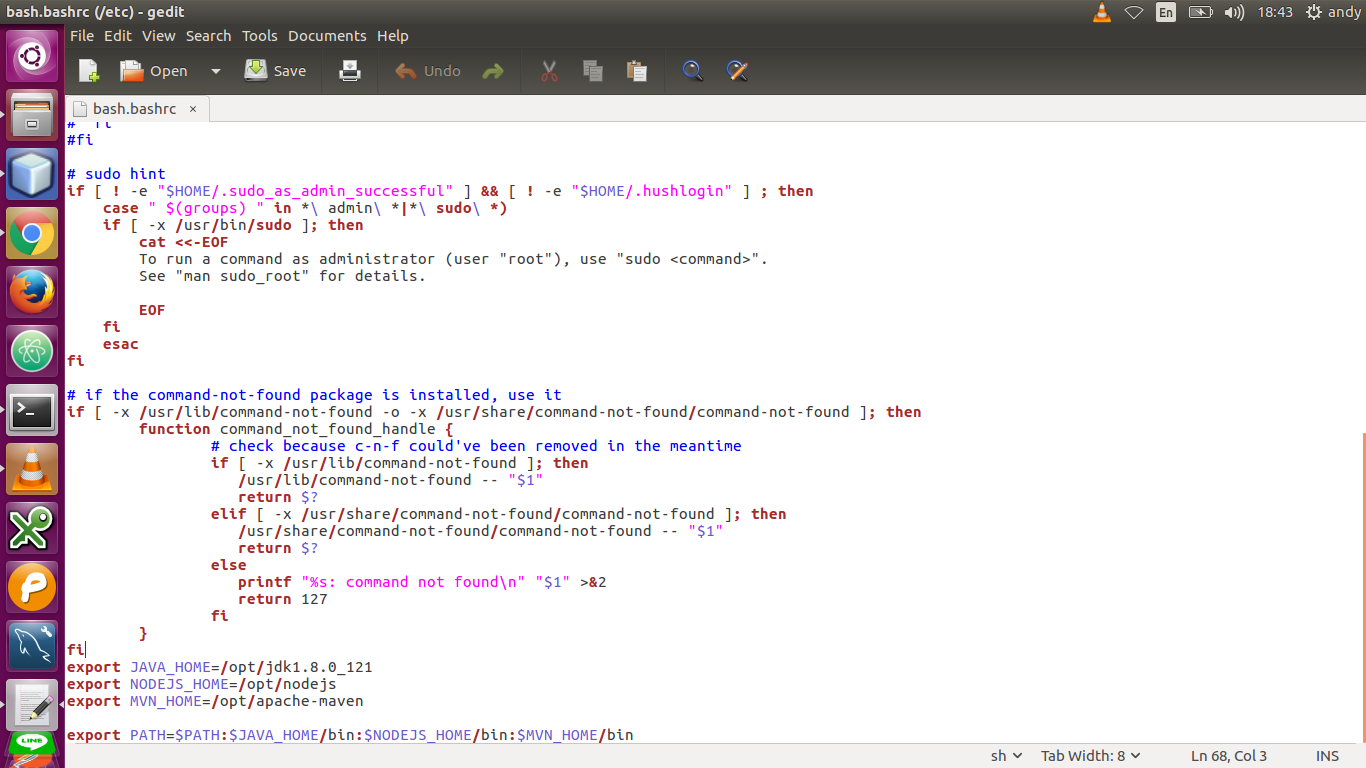 bash.bashrc (/etc) - gedit
En
18:43
andy
File Edit View Search Tools Documents Help
Open
Save
Undo
bash.bashrc ×
#fi
# sudo hint
if [ ! -e "$HOME/.sudo_as_admin_successful" ] && [ ! -e "$HOME/.hushlogin" ] ; then
    case " $(groups) " in *\ admin\ *|*\ sudo\ *)
    if [ -x /usr/bin/sudo ]; then
        cat <<-EOF
        To run a command as administrator (user "root"), use "sudo <command>".
        See "man sudo_root" for details.
        EOF
    fi
    esac
fi
# if the command-not-found package is installed, use it
if [ -x /usr/lib/command-not-found -o -x /usr/share/command-not-found/command-not-found ]; then
        function command_not_found_handle {
                # check because c-n-f could've been removed in the meantime
                if [ -x /usr/lib/command-not-found ]; then
                   /usr/lib/command-not-found -- "$1"
                   return $?
                elif [ -x /usr/share/command-not-found/command-not-found ]; then
                   /usr/share/command-not-found/command-not-found -- "$1"
                   return $?
                else
                   printf "%s: command not found\n" "$1" >&2
                   return 127
                fi
        }
fi
export JAVA_HOME=/opt/jdk1.8.0_121
export NODEJS_HOME=/opt/nodejs
export MVN_HOME=/opt/apache-maven
export PATH=$PATH:$JAVA_HOME/bin:$NODEJS_HOME/bin:$MVN_HOME/bin
LINE
sh Tab Width: 8 Ln 68, Col 3 INS